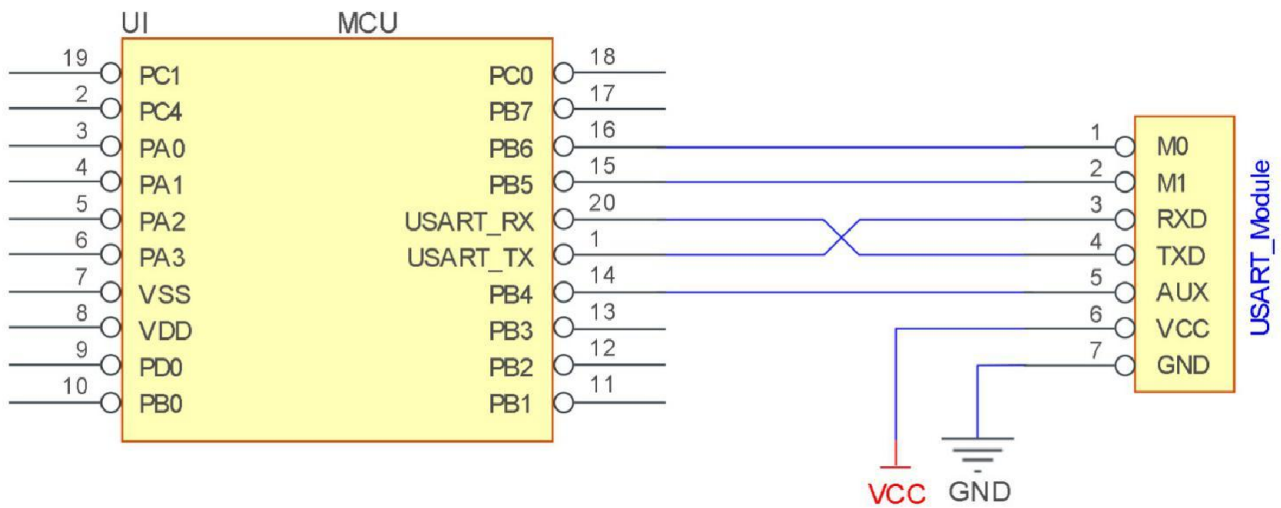 UI MCU
19 PC1 PC0 18
2 PC4 PB7 17
3 PA0 PB6 16 1 M0
4 PA1 PB5 15 2 M1
5 PA2 USART_RX 20 3 RXD
6 PA3 USART_TX 1 4 TXD
7 VSS PB4 14 5 AUX
8 VDD PB3 13 6 VCC
9 PD0 PB2 12 7 GND
10 PB0 PB1 11
USART_Module
VCC GND